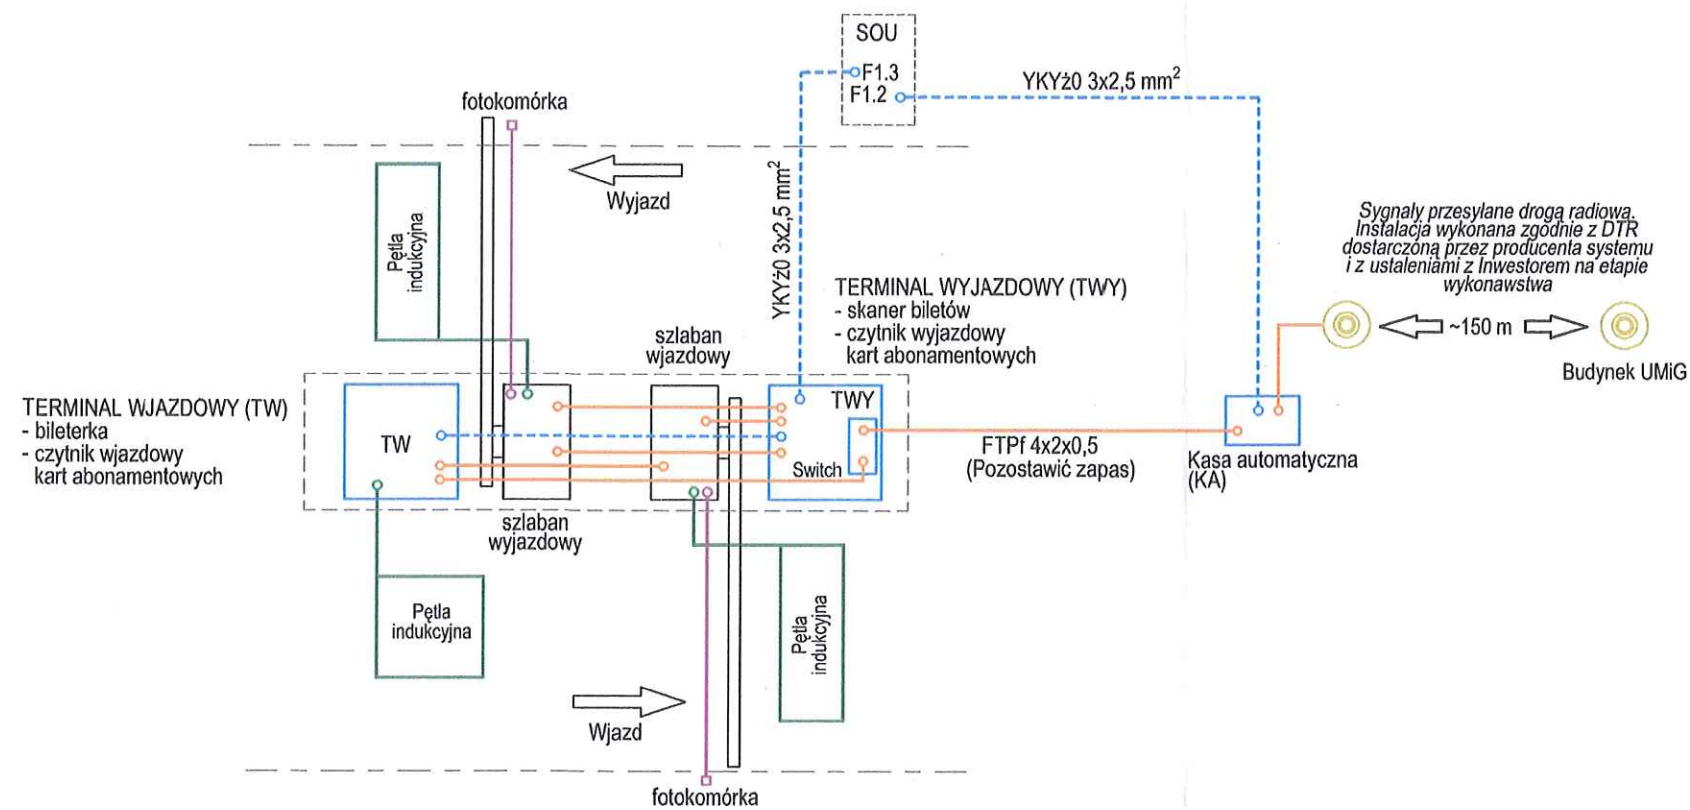 SOU
F1.3
F1.2
YKYż0 3x2,5 mm²
fotokomórka
Wyjazd
Pętla
indukcyjna
YKYż0 3x2,5 mm²
Sygnały przesyłane drogą radiową.
Instalacja wykonana zgodnie z DTR
dostarczoną przez producenta systemu
i z ustaleniami z Inwestorem na etapie
wykonawstwa
TERMINAL WYJAZDOWY (TWY)
- skaner biletów
- czytnik wyjazdowy
kart abonamentowych
~150 m
Budynek UMiG
szlaban
wjazdowy
TERMINAL WJAZDOWY (TW)
- bileterka
- czytnik wjazdowy
kart abonamentowych
TW
TWY
Switch
FTPf 4x2x0,5
(Pozostawić zapas)
Kasa automatyczna
(KA)
szlaban
wyjazdowy
Pętla
indukcyjna
Pętla
indukcyjna
Wjazd
fotokomórka